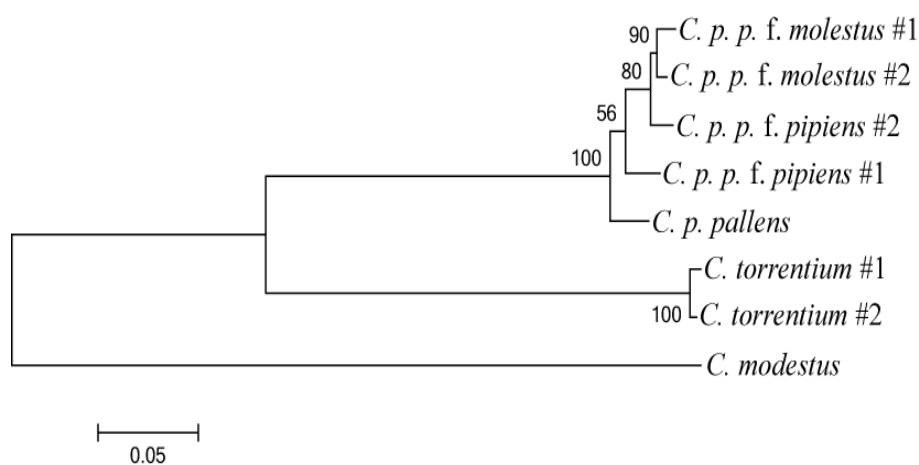 90 C. p. p. f. molestus #1
80 C. p. p. f. molestus #2
56 C. p. p. f. pipiens #2
100 C. p. p. f. pipiens #1
C. p. pallens
C. torrentium #1
100 C. torrentium #2
C. modestus
0.05